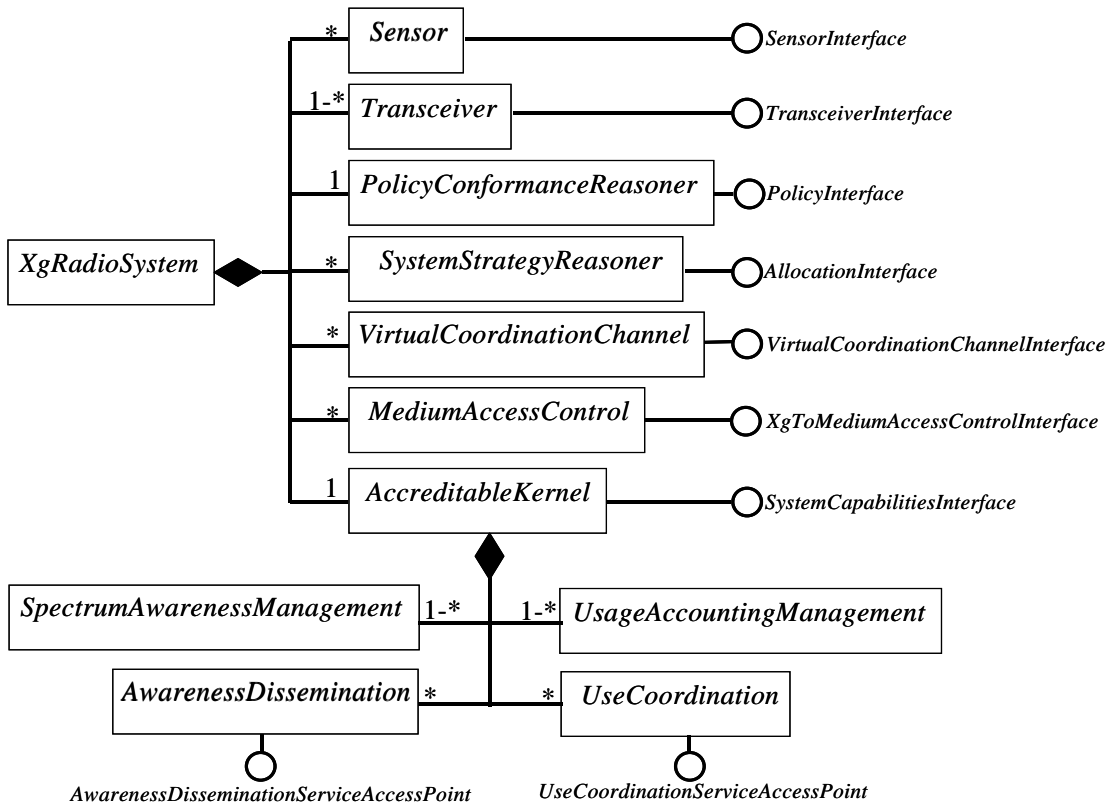 * Sensor SensorInterface
1-* Transceiver TransceiverInterface
1 PolicyConformanceReasoner PolicyInterface
XgRadioSystem
* SystemStrategyReasoner AllocationInterface
* VirtualCoordinationChannel VirtualCoordinationChannelInterface
* MediumAccessControl XgToMediumAccessControlInterface
1 AccreditableKernel SystemCapabilitiesInterface
SpectrumAwarenessManagement 1-* 1-* UsageAccountingManagement
AwarenessDissemination * * UseCoordination
AwarenessDisseminationServiceAccessPoint UseCoordinationServiceAccessPoint